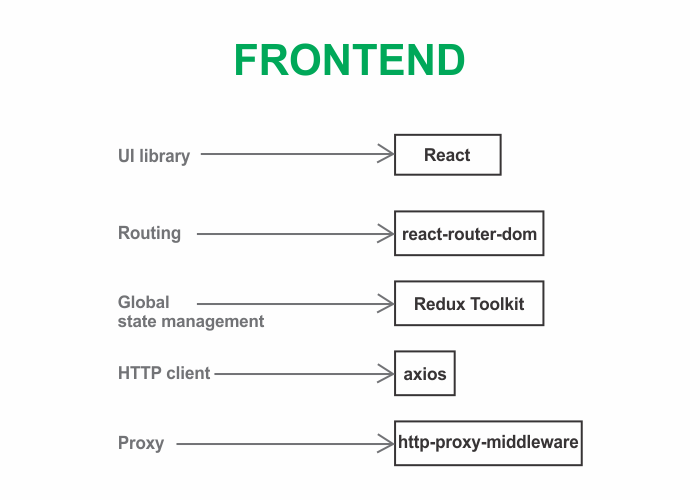 FRONTEND
UI library
React
Routing
react-router-dom
Global
state management
Redux Toolkit
HTTP client
axios
Proxy
http-proxy-middleware